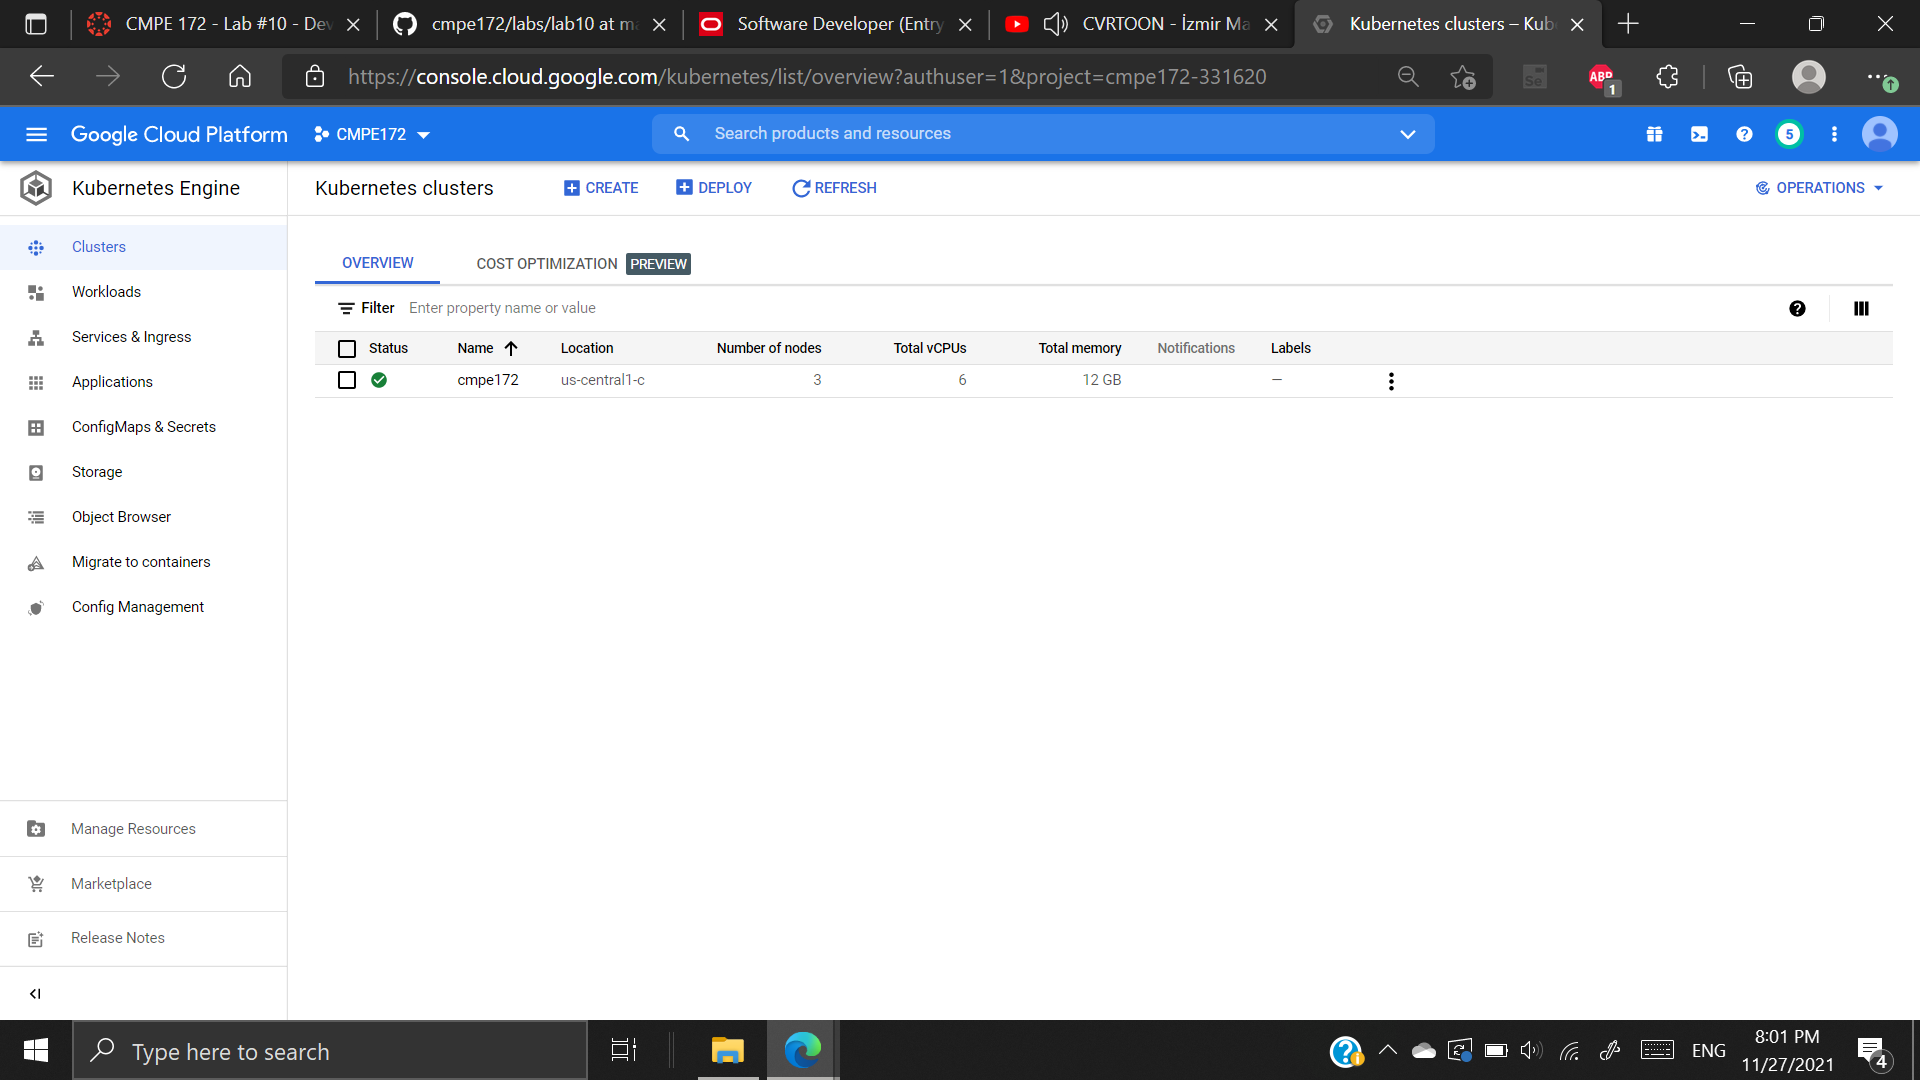 CMPE 172 - Lab #10 - Dev
cmpe172/labs/lab10 at ma
Software Developer (Entry
CVRTOON - İzmir Ma
Kubernetes clusters – Kub
https://console.cloud.google.com/kubernetes/list/overview?authuser=1&project=cmpe172-331620
Se
ABP
1
Google Cloud Platform
CMPE172
Search products and resources
5
Kubernetes Engine
Kubernetes clusters
CREATE
DEPLOY
REFRESH
OPERATIONS
Clusters
Workloads
Services & Ingress
Applications
ConfigMaps & Secrets
Storage
Object Browser
Migrate to containers
Config Management
Manage Resources
Marketplace
Release Notes
OVERVIEW
COST OPTIMIZATION PREVIEW
Filter Enter property name or value
Status Name Location Number of nodes Total vCPUs Total memory Notifications Labels
cmpe172 us-central1-c 3 6 12 GB —
Type here to search
ENG
8:01 PM
11/27/2021
4